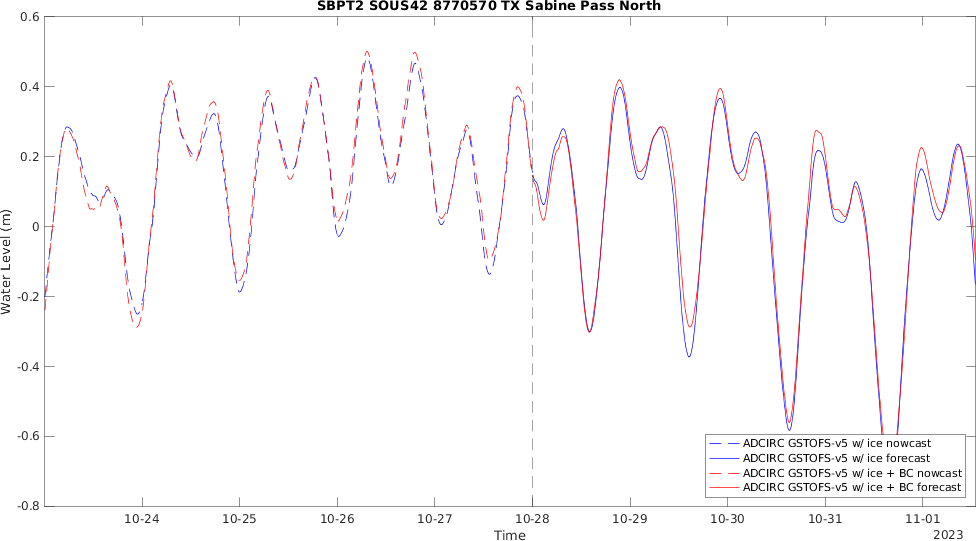 SBPT2 SOUS42 8770570 TX Sabine Pass North
0.6
0.4
0.2
0
-0.2
-0.4
-0.6
-0.8
Water Level (m)
ADCIRC GSTOFS-v5 w/ ice nowcast
ADCIRC GSTOFS-v5 w/ ice forecast
ADCIRC GSTOFS-v5 w/ ice + BC nowcast
ADCIRC GSTOFS-v5 w/ ice + BC forecast
10-24 10-25 10-26 10-27 10-28 10-29 10-30 10-31 11-01
Time
2023